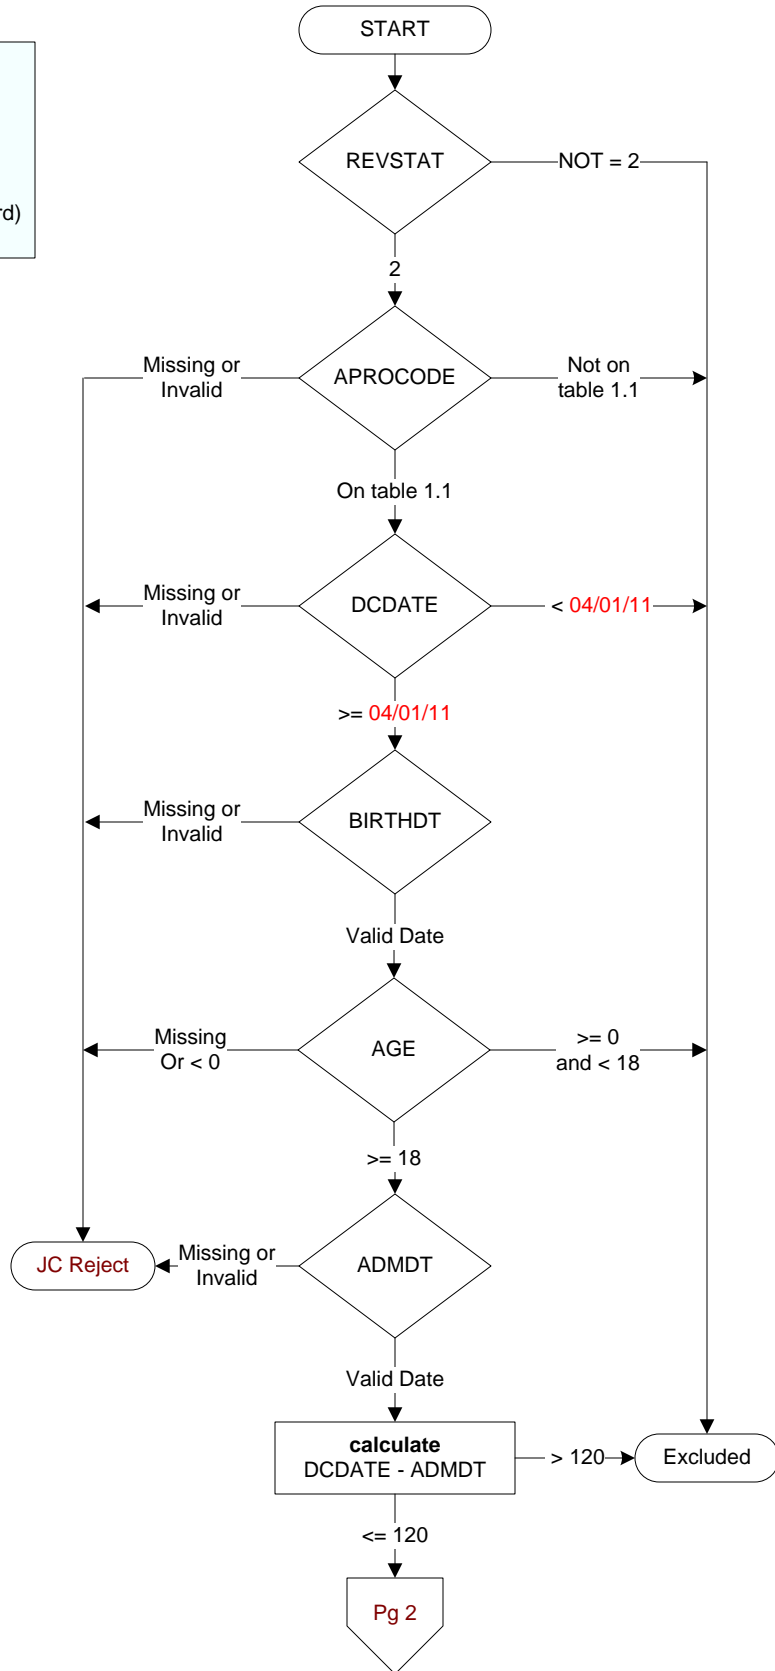 START
REVSTAT
NOT = 2
rd)
2
Missing or
Invalid
APROCODE
Not on
table 1.1
On table 1.1
Missing or
Invalid
DCDATE
< 04/01/11
>= 04/01/11
Missing or
Invalid
BIRTHDT
Valid Date
Missing
Or < 0
AGE
>= 0
and < 18
>= 18
JC Reject
Missing or
Invalid
ADMDT
Valid Date
calculate
DCDATE - ADMDT
> 120
Excluded
<= 120
Pg 2